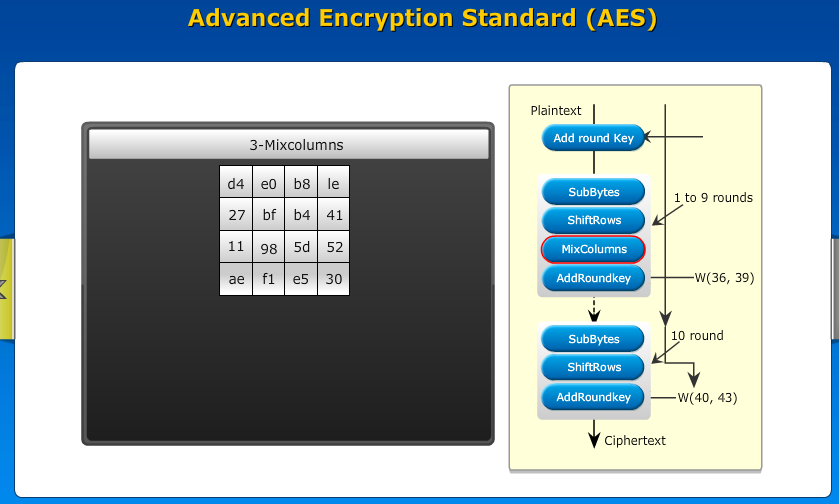 Advanced Encryption Standard (AES)
3-Mixcolumns
d4 e0 b8 le
27 bf b4 41
11 98 5d 52
ae f1 e5 30
Plaintext
Add round Key
SubBytes
1 to 9 rounds
ShiftRows
MixColumns
AddRoundkey
W(36, 39)
SubBytes
10 round
ShiftRows
AddRoundkey
W(40, 43)
Ciphertext